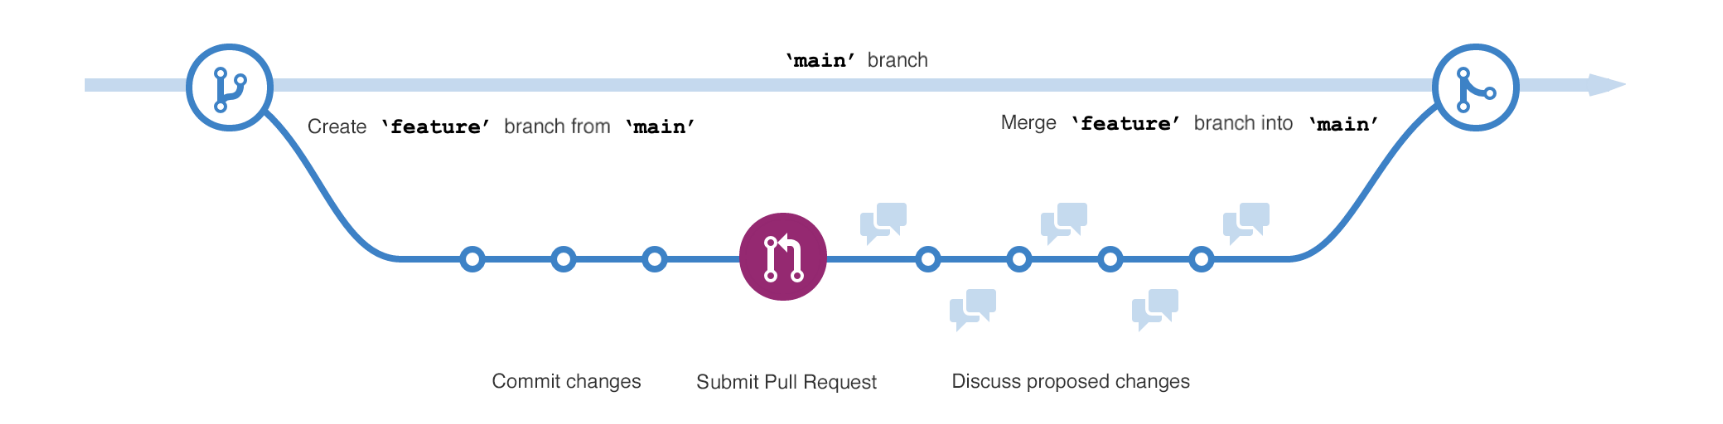 ‘main’ branch
Create ‘feature’ branch from ‘main’
Merge ‘feature’ branch into ‘main’
Commit changes
Submit Pull Request
Discuss proposed changes